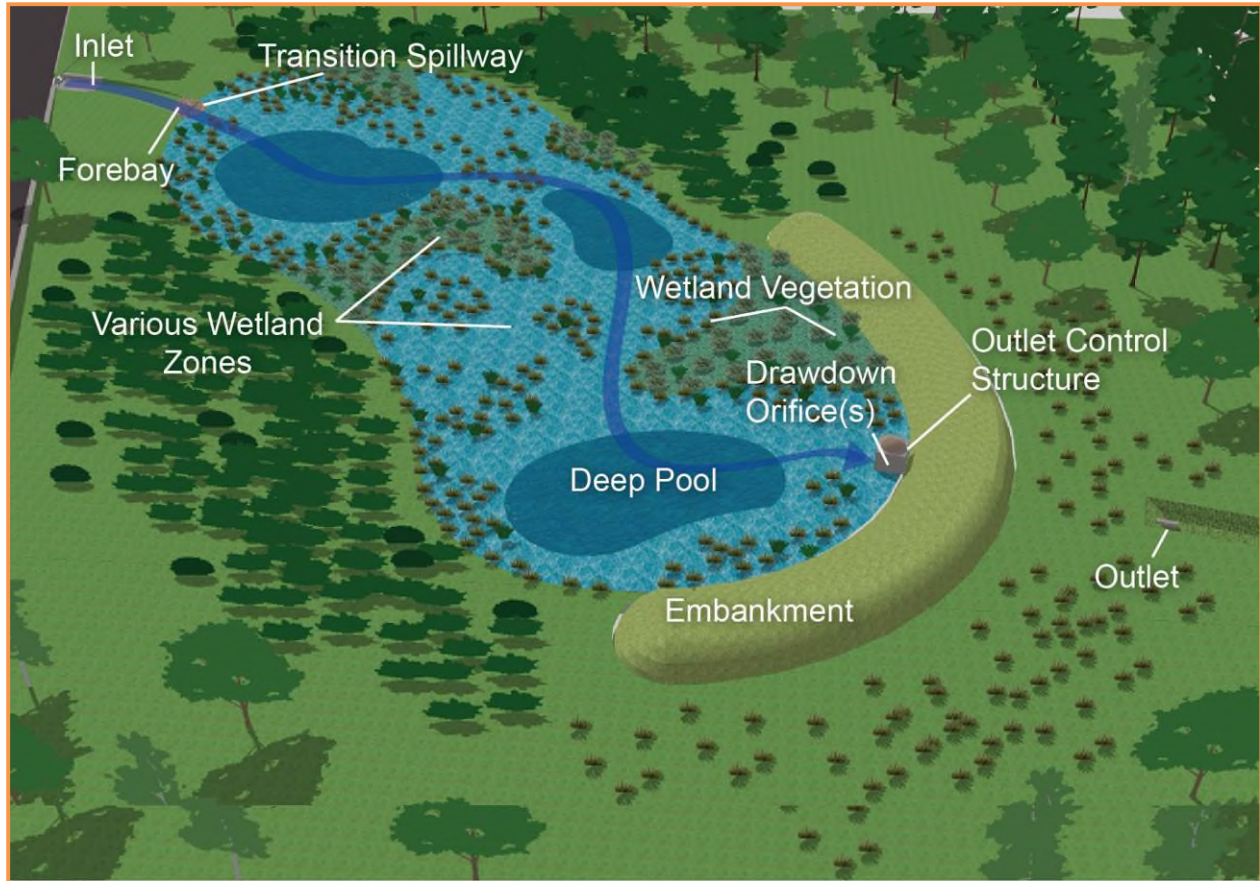 Inlet
Transition Spillway
Forebay
Wetland Vegetation
Various Wetland
Zones
Outlet Control
Structure
Drawdown
Orifice(s)
Deep Pool
Outlet
Embankment